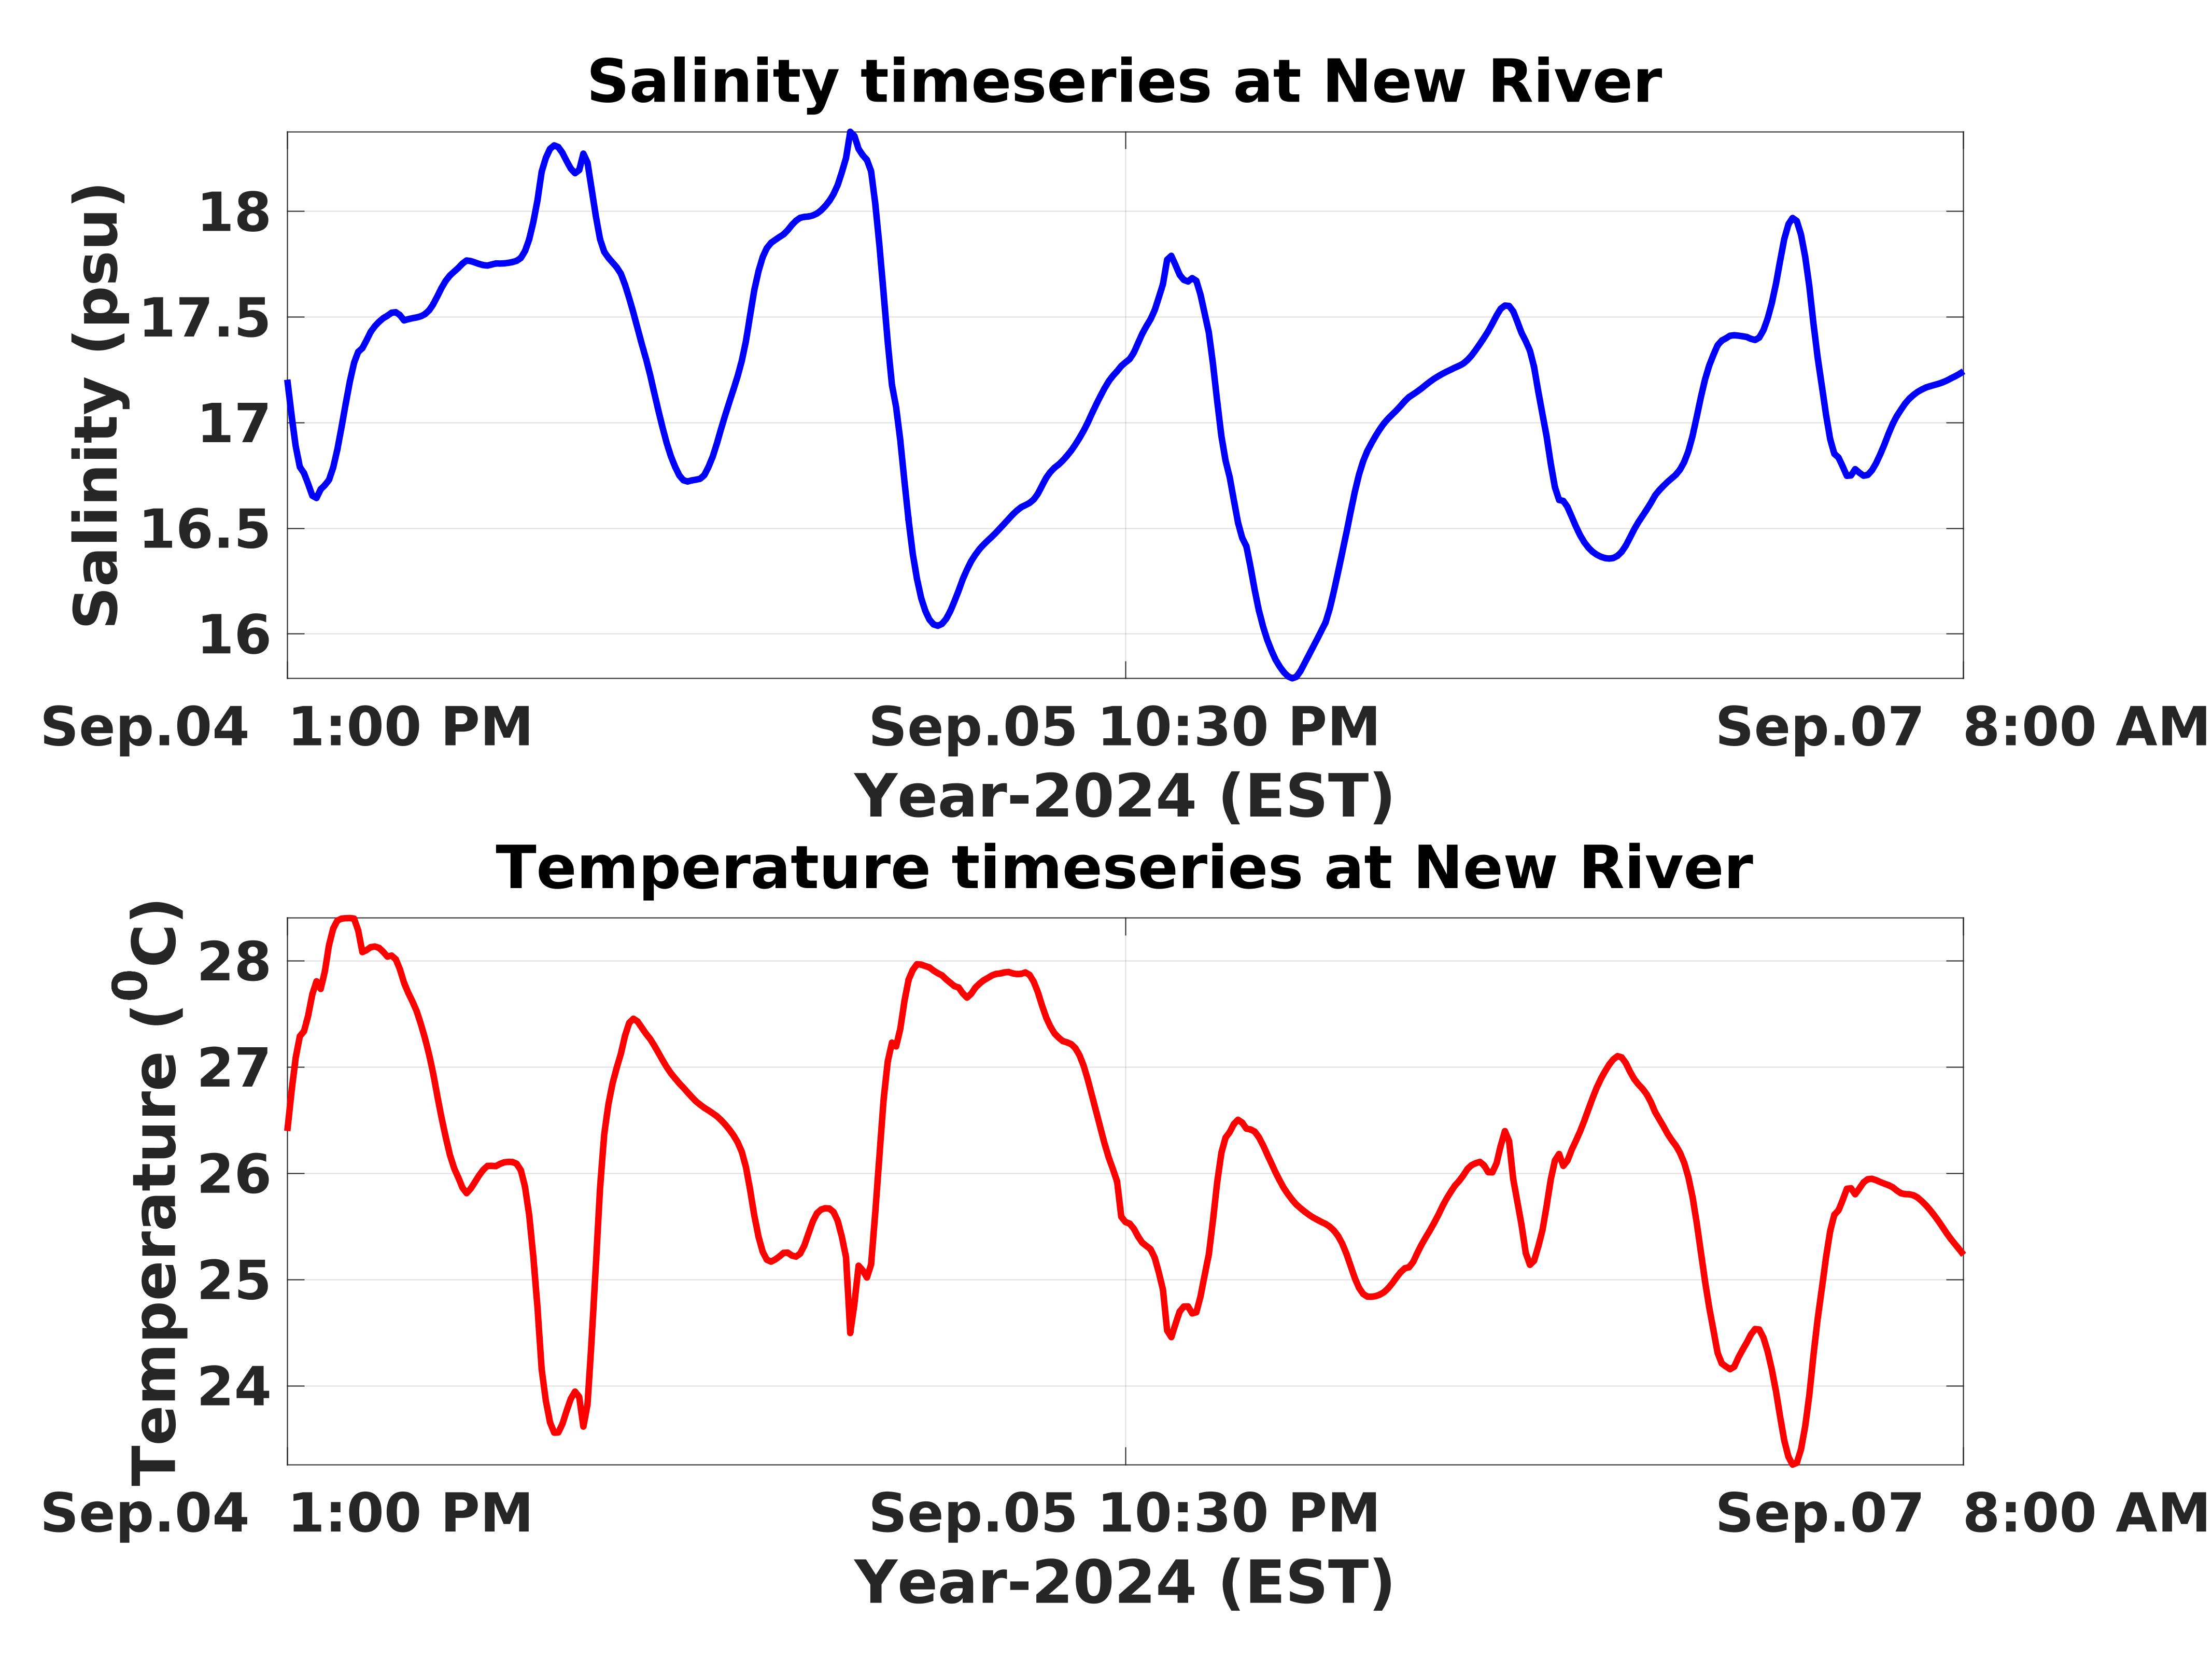 Salinity timeseries at New River
Salinity (psu)
18
17.5
17
16.5
16
Sep.04 1:00 PM Sep.05 10:30 PM Sep.07 8:00 AM
Year-2024 (EST)
Temperature timeseries at New River
Temperature (⁰C)
28
27
26
25
24
Sep.04 1:00 PM Sep.05 10:30 PM Sep.07 8:00 AM
Year-2024 (EST)